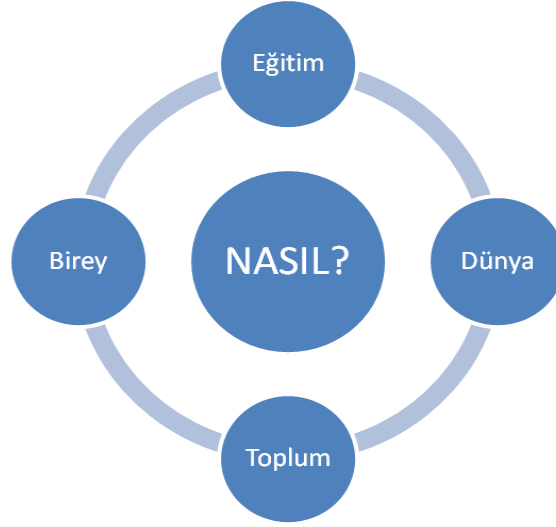 Eğitim
Birey
NASIL?
Dünya
Toplum